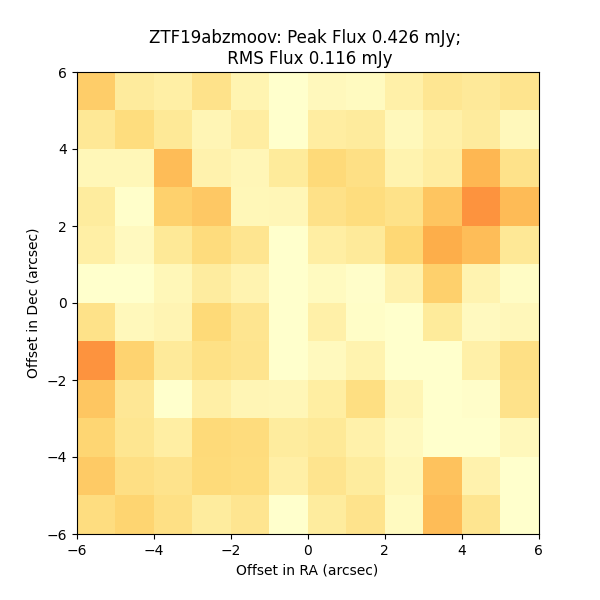 ZTF19abzmoov: Peak Flux 0.426 mJy;
RMS Flux 0.116 mJy
6
4
2
0
−2
−4
−6
Offset in Dec (arcsec)
−6 −4 −2 0 2 4 6
Offset in RA (arcsec)